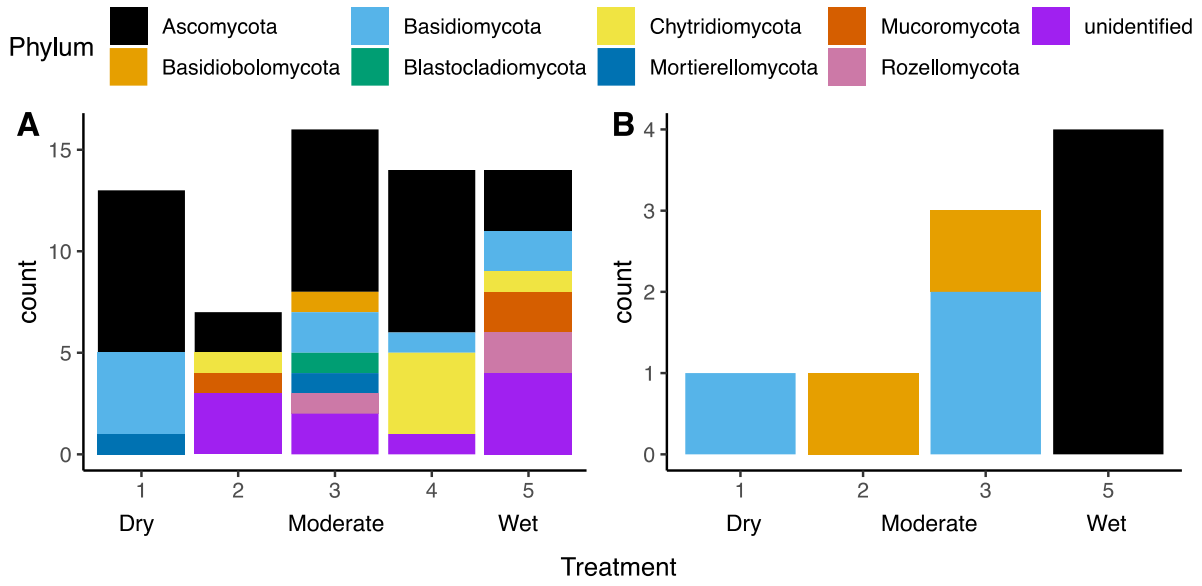 Phylum
Ascomycota Basidiomycota Chytridiomycota Mucoromycota unidentified
Basidiobolomycota Blastocladiomycota Mortierellomycota Rozellomycota
A
15
10
5
0
count
1 2 3 4 5
Dry Moderate Wet
B
4
3
2
1
0
count
1 2 3 5
Dry Moderate Wet
Treatment